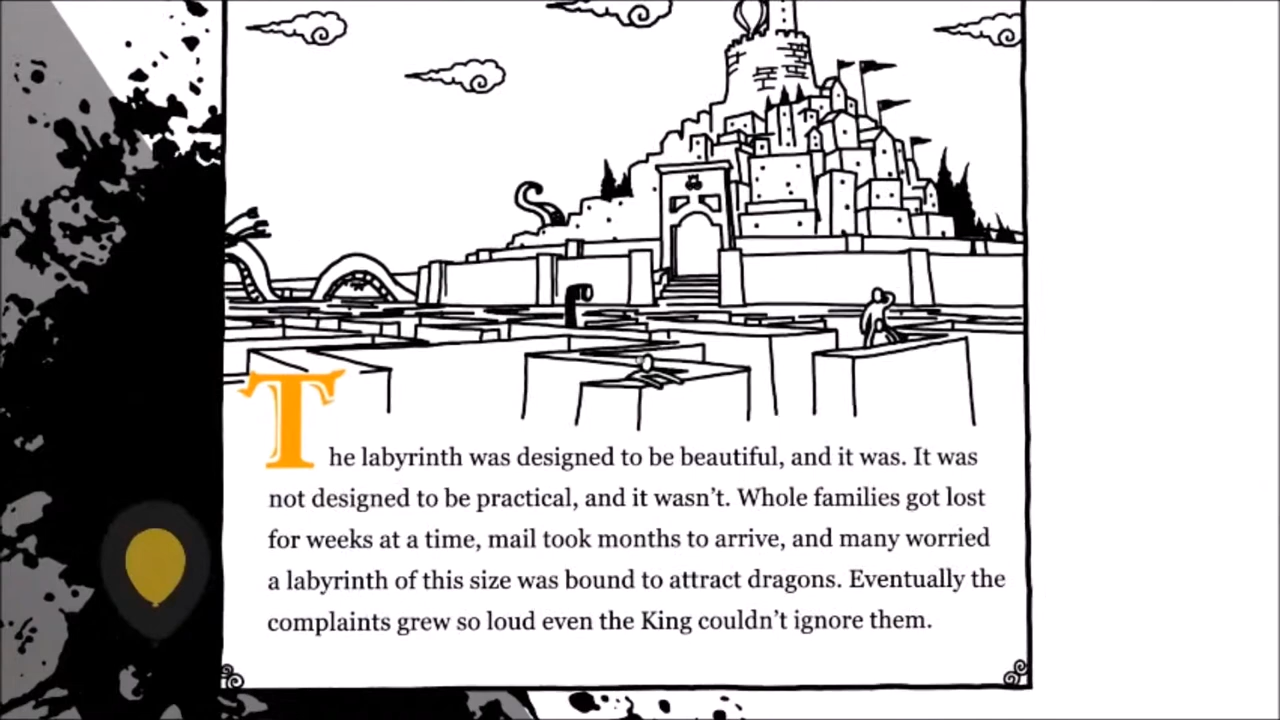 The labyrinth was designed to be beautiful, and it was. It was
not designed to be practical, and it wasn’t. Whole families got lost
for weeks at a time, mail took months to arrive, and many worried
a labyrinth of this size was bound to attract dragons. Eventually the
complaints grew so loud even the King couldn’t ignore them.